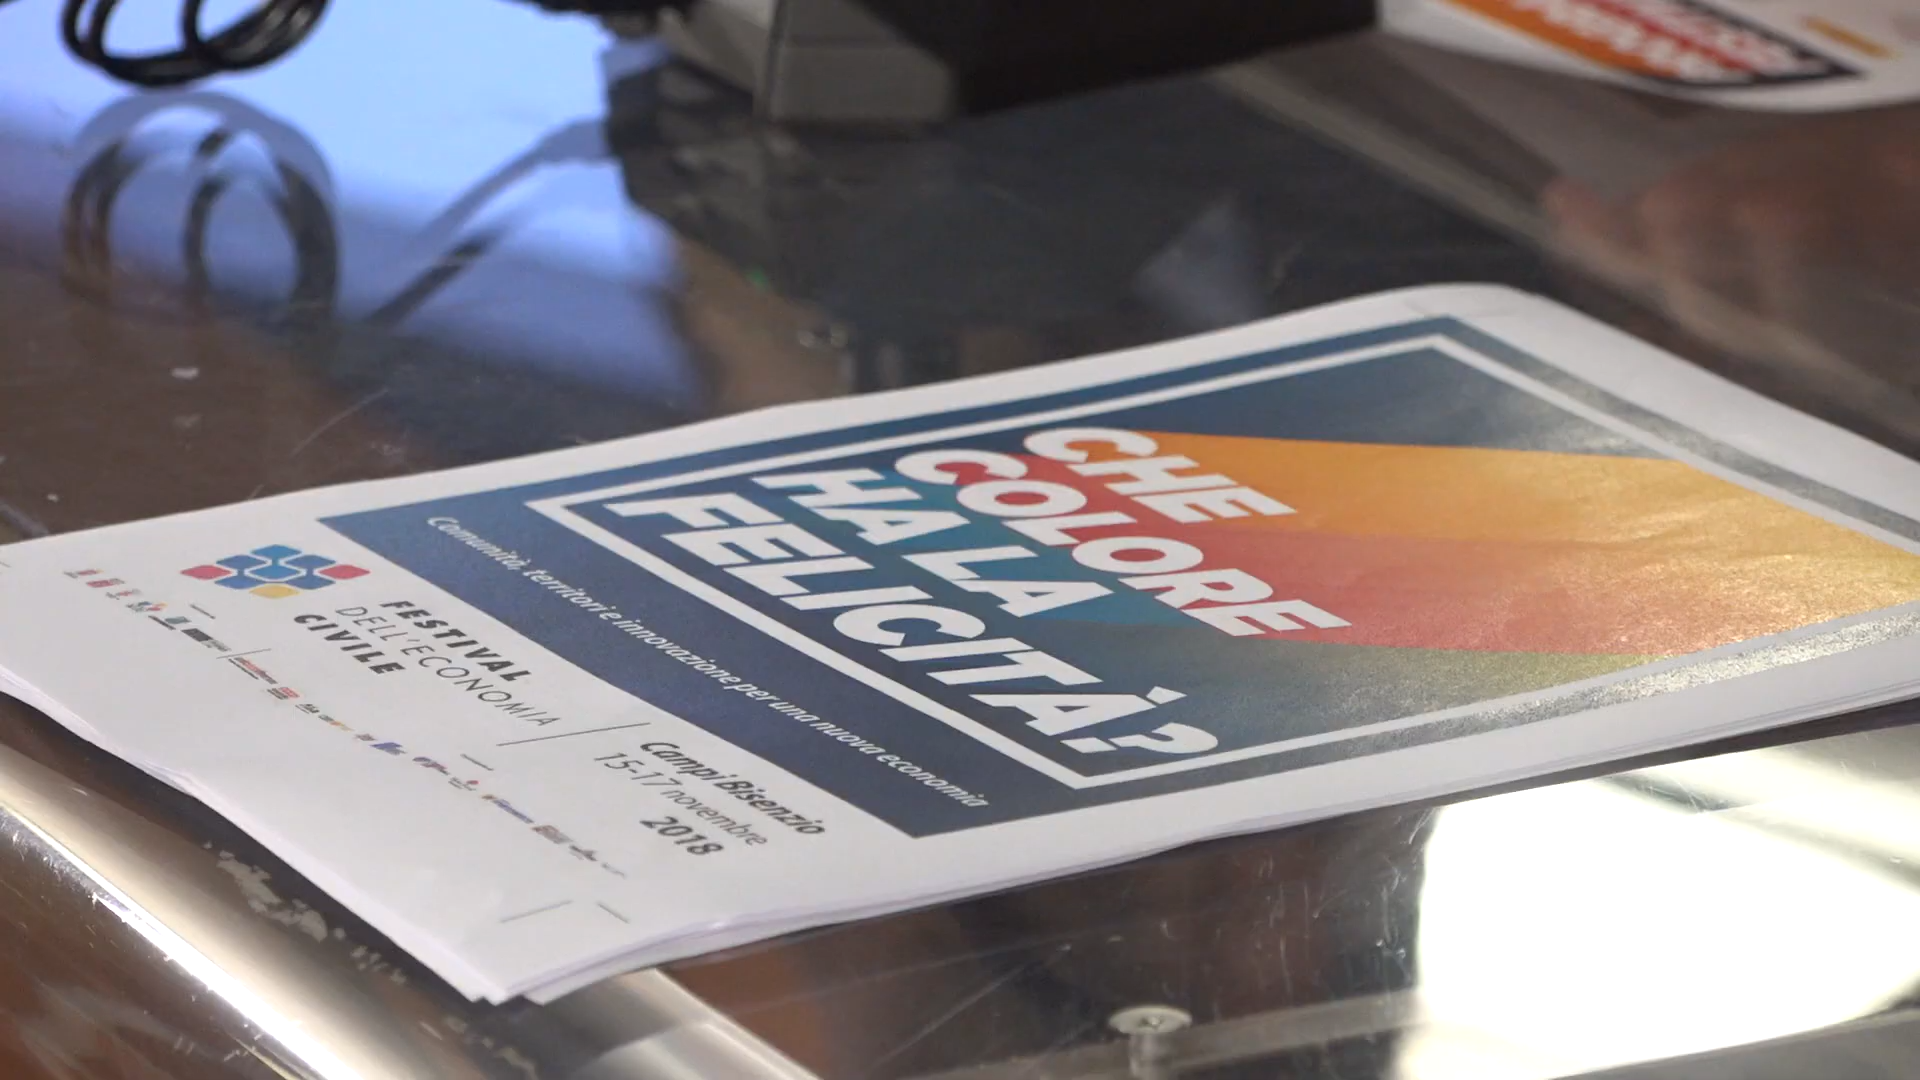 CHE
COLORE
HA LA
FELICITÀ?
Comunità, territori e innovazione per una nuova economia
FESTIVAL
DELL'ECONOMIA
CIVILE
Campi Bisenzio
15-17 novembre
2018